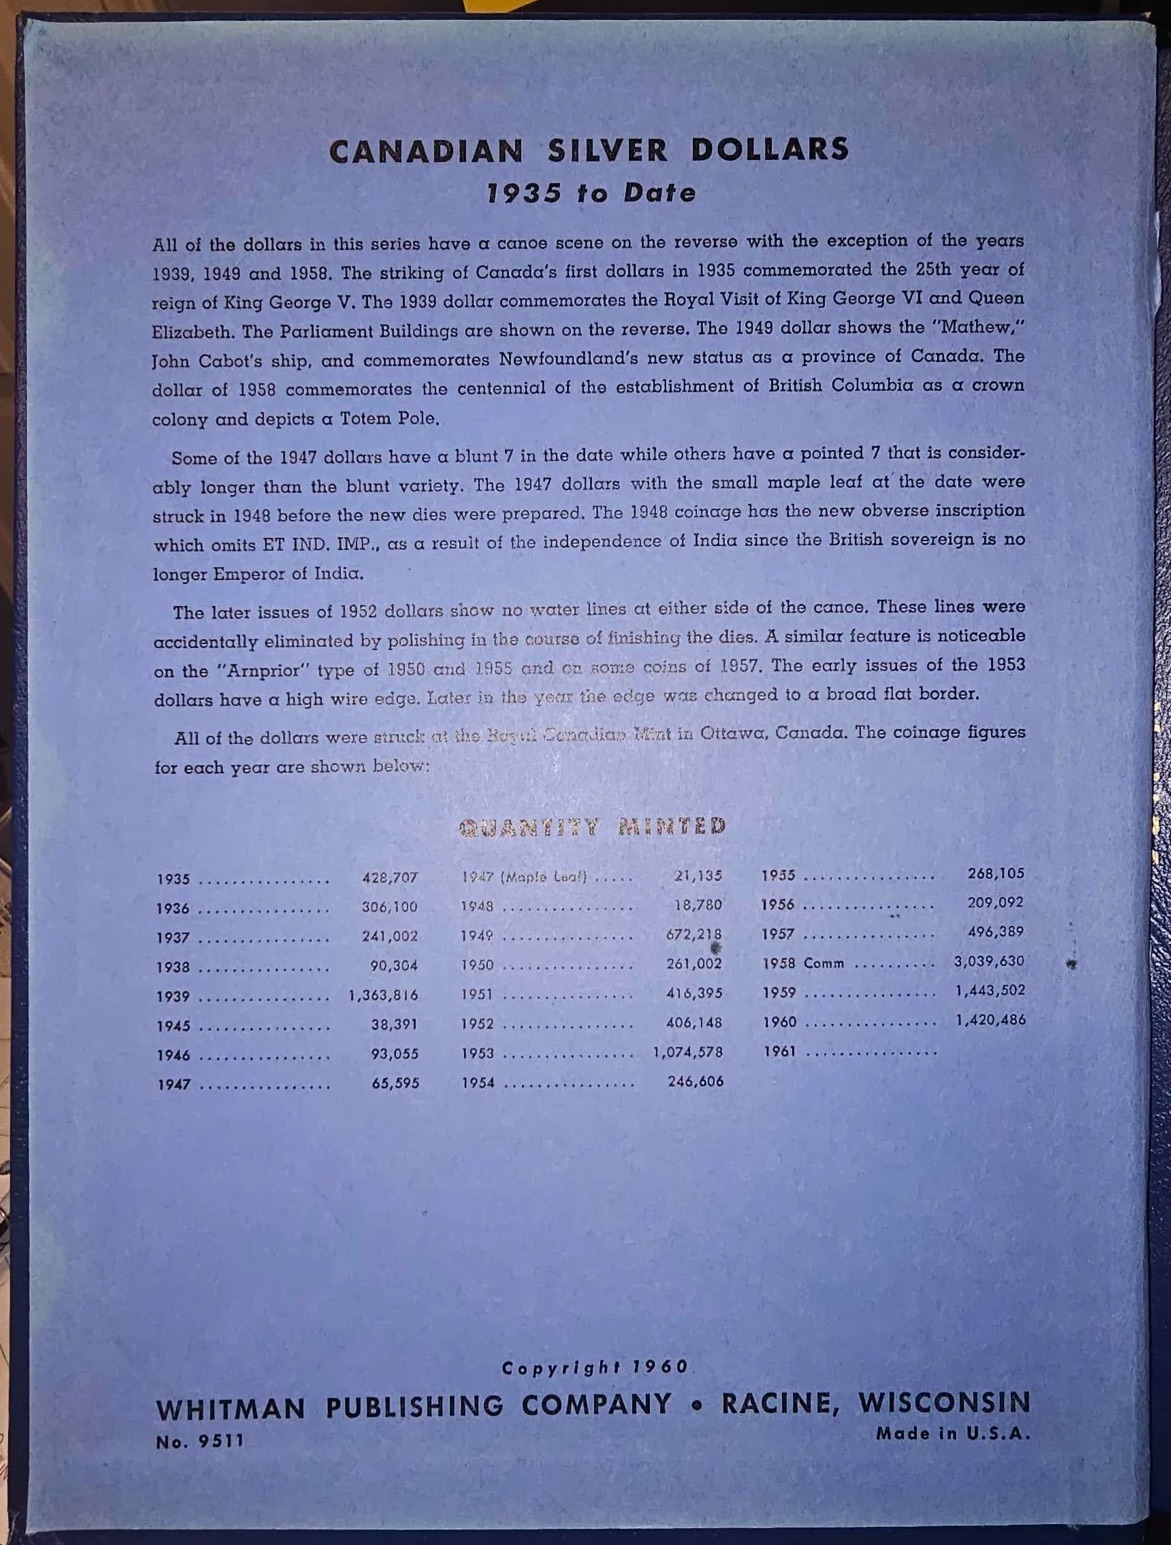 CANADIAN SILVER DOLLARS
1935 to Date
All of the dollars in this series have a canoe scene on the reverse with the exception of the years
1939, 1949 and 1958. The striking of Canada's first dollars in 1935 commemorated the 25th year of
reign of King George V. The 1939 dollar commemorates the Royal Visit of King George VI and Queen
Elizabeth. The Parliament Buildings are shown on the reverse. The 1949 dollar shows the "Mathew,"
John Cabot's ship, and commemorates Newfoundland's new status as a province of Canada. The
dollar of 1958 commemorates the centennial of the establishment of British Columbia as a crown
colony and depicts a Totem Pole.
Some of the 1947 dollars have a blunt 7 in the date while others have a pointed 7 that is consider-
ably longer than the blunt variety. The 1947 dollars with the small maple leaf at the date were
struck in 1948 before the new dies were prepared. The 1948 coinage has the new obverse inscription
which omits ET IND. IMP., as a result of the independence of India since the British sovereign is no
longer Emperor of India.
The later issues of 1952 dollars show no water lines at either side of the canoe. These lines were
accidentally eliminated by polishing in the course of finishing the dies. A similar feature is noticeable
on the "Arnprior" type of 1950 and 1955 and on some coins of 1957. The early issues of the 1953
dollars have a high wire edge. Later in the year the edge was changed to a broad flat border.
All of the dollars were struck at the Royal Canadian Mint in Ottawa, Canada. The coinage figures
for each year are shown below:
QUANTITY MINTED
1935 ................ 428,707 1947 (Maple Leaf) ..... 21,135 1955 ................ 268,105
1936 ................ 306,100 1948 ................ 18,780 1956 ................ 209,092
1937 ................ 241,002 1949 ................ 672,218 1957 ................ 496,389
1938 ................ 90,304 1950 ................ 261,002 1958 Comm .......... 3,039,630
1939 ................ 1,363,816 1951 ................ 416,395 1959 ................ 1,443,502
1945 ................ 38,391 1952 ................ 406,148 1960 ................ 1,420,486
1946 ................ 93,055 1953 ................ 1,074,578 1961 ................
1947 ................ 65,595 1954 ................ 246,606
Copyright 1960
WHITMAN PUBLISHING COMPANY • RACINE, WISCONSIN
No. 9511 Made in U.S.A.